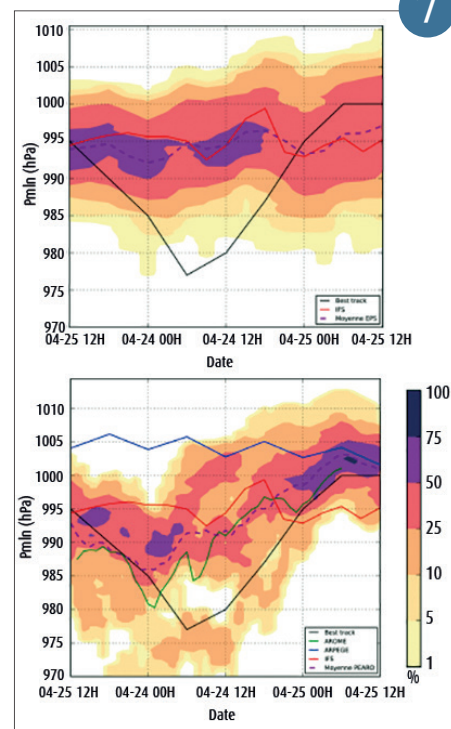 7
1010
1005
1000
995
990
985
980
975
970
Pmin (hPa)
04-25 12H 04-24 00H 04-24 12H 04-25 00H 04-25 12H
Date
Best track
IFS
Moyenne EPS
1010
1005
1000
995
990
985
980
975
970
Pmin (hPa)
04-25 12H 04-24 00H 04-24 12H 04-25 00H 04-25 12H
Date
Best track
AROME
ARPEGE
IFS
Moyenne PEARO
100
75
50
25
10
5
1
%